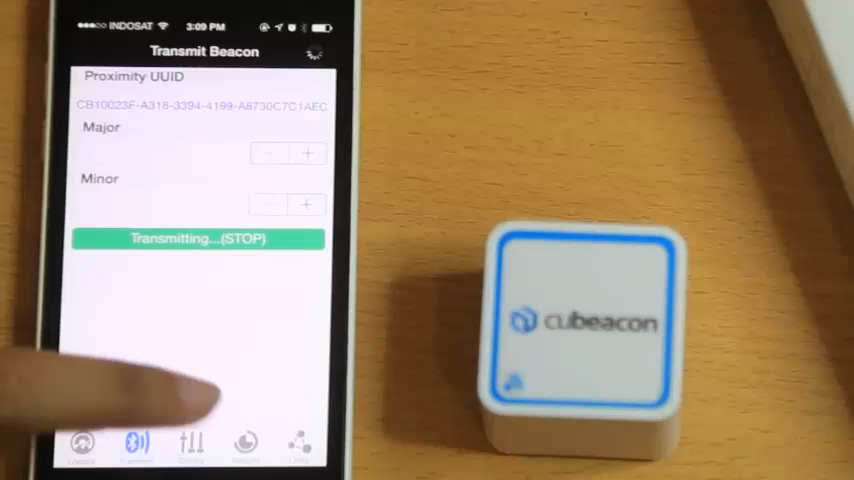 INDOSAT 3:09 PM
Transmit Beacon
Proximity UUID
CB10023F-A318-3394-4199-A8730C7C1AEC
Major
- +
Minor
- +
Transmitting...(STOP)
cubeacon